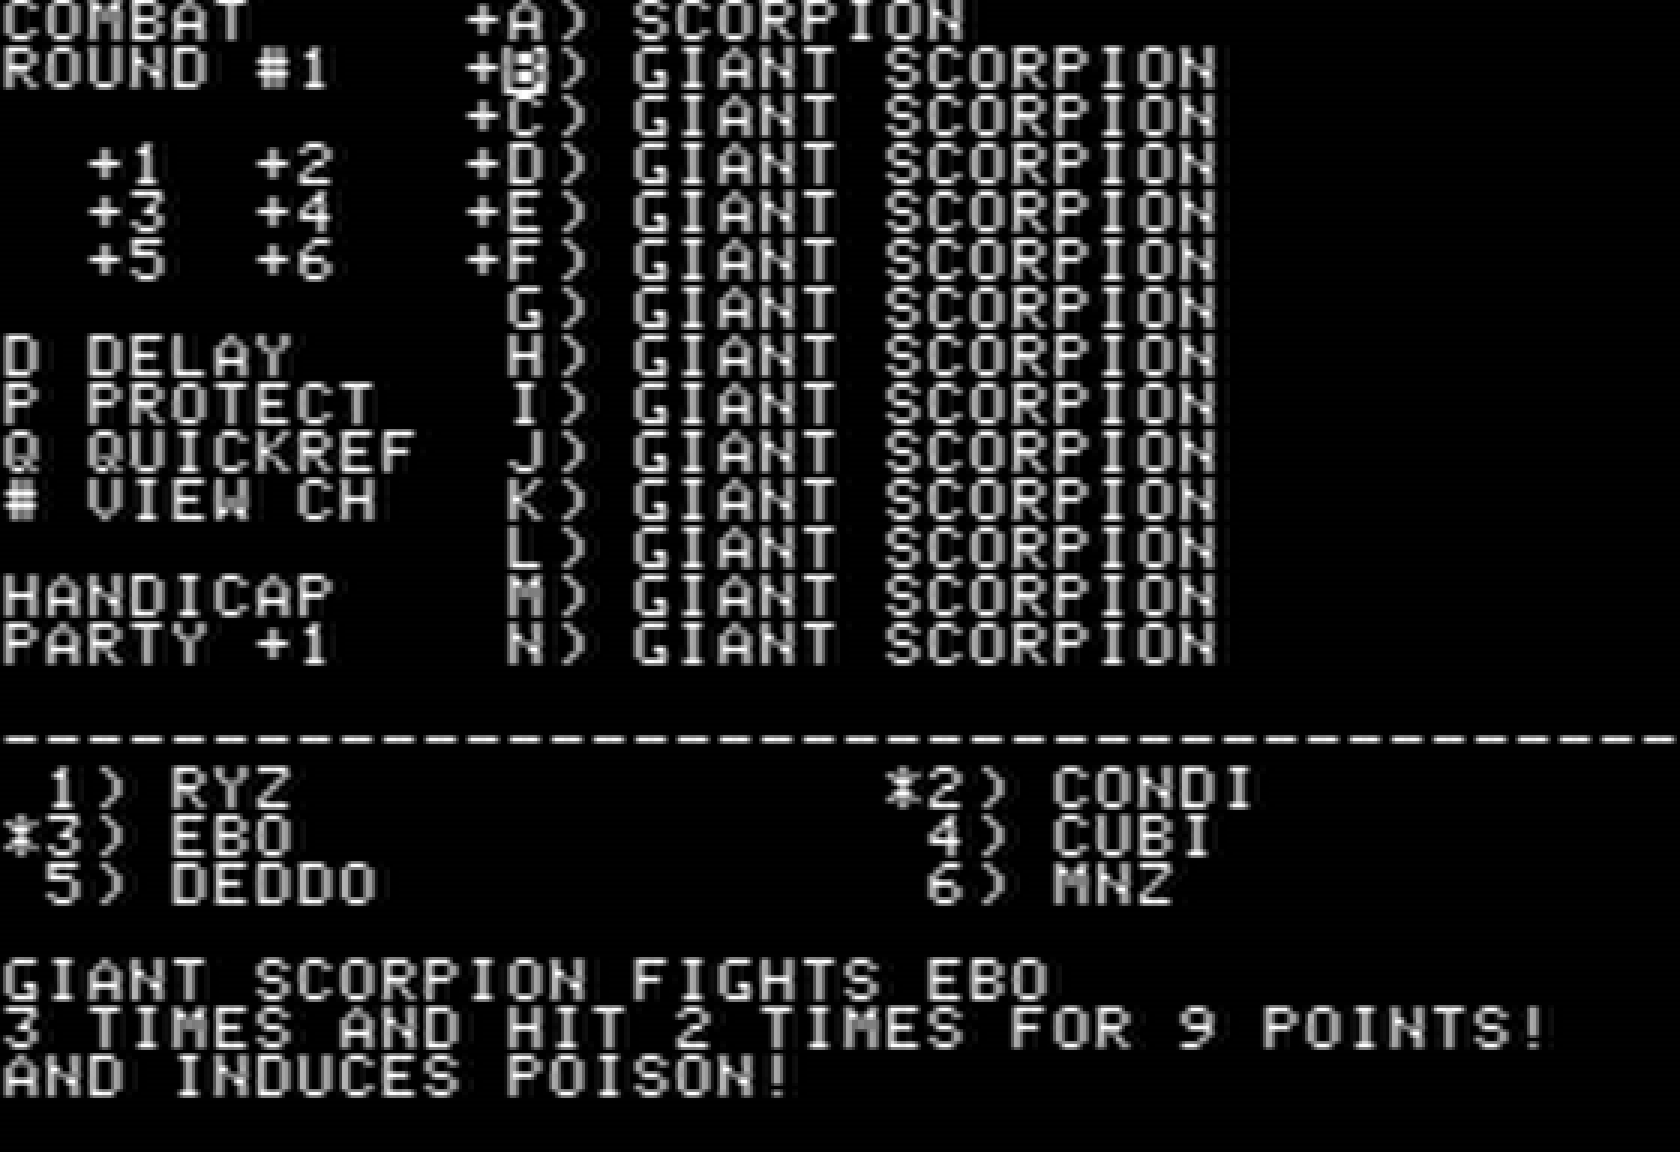 COMBAT +A) SCORPION
ROUND #1 +B) GIANT SCORPION
+C) GIANT SCORPION
+1 +2 +D) GIANT SCORPION
+3 +4 +E) GIANT SCORPION
+5 +6 +F) GIANT SCORPION
G) GIANT SCORPION
D DELAY H) GIANT SCORPION
P PROTECT I) GIANT SCORPION
Q QUICKREF J) GIANT SCORPION
# VIEW CH K) GIANT SCORPION
L) GIANT SCORPION
HANDICAP M) GIANT SCORPION
PARTY +1 N) GIANT SCORPION
----------------------------------------
1) RYZ *2) CONDI
*3) EBO 4) CUBI
5) DEDDO 6) MNZ
GIANT SCORPION FIGHTS EBO
3 TIMES AND HIT 2 TIMES FOR 9 POINTS!
AND INDUCES POISON!